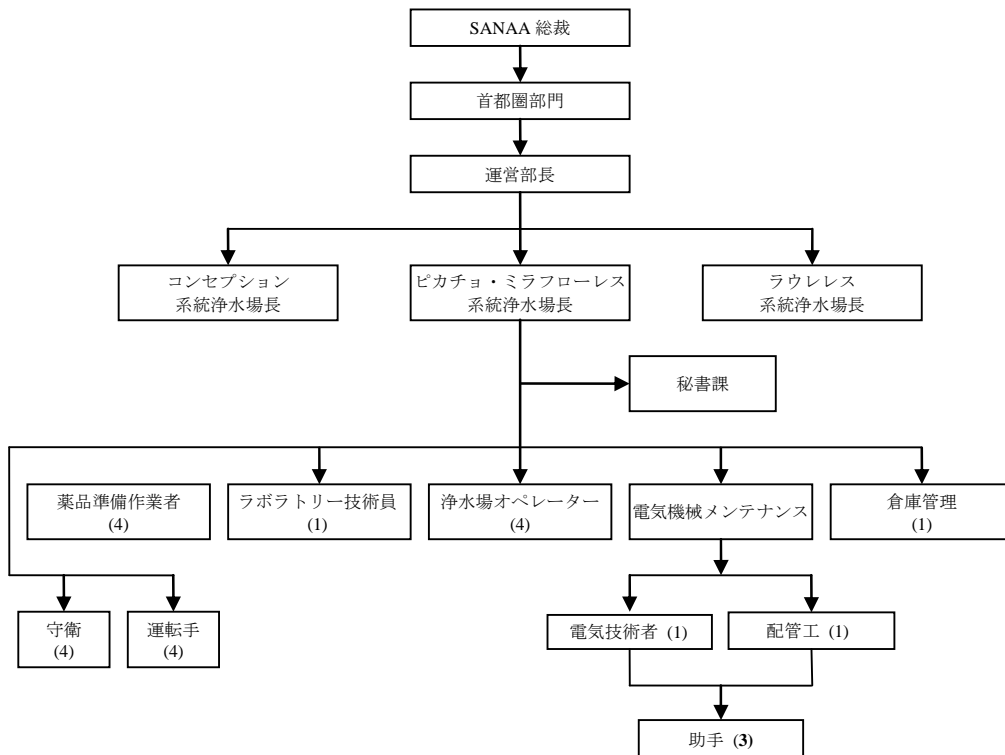 SANAA 総裁
首都圏部門
運営部長
コンセプション
系統浄水場長
ピカチョ・ミラフローレス
系統浄水場長
ラウレレス
系統浄水場長
秘書課
薬品準備作業者
(4)
ラボラトリー技術員
(1)
浄水場オペレーター
(4)
電気機械メンテナンス
倉庫管理
(1)
守衛
(4)
運転手
(4)
電気技術者 (1)
配管工 (1)
助手 (3)